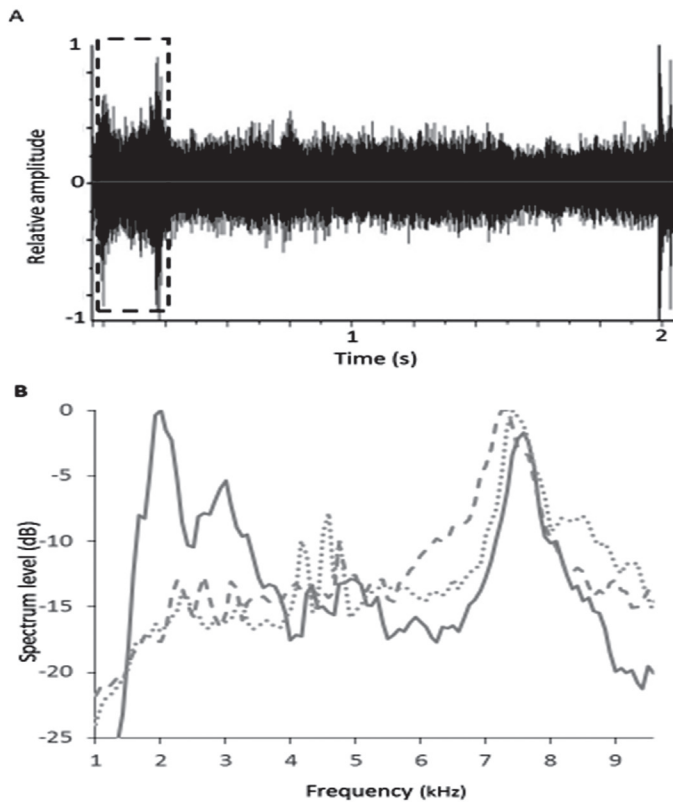 A
1
0
-1
Relative amplitude
1
2
Time (s)
B
0
-5
-10
-15
-20
-25
Spectrum level (dB)
1 2 3 4 5 6 7 8 9
Frequency (kHz)